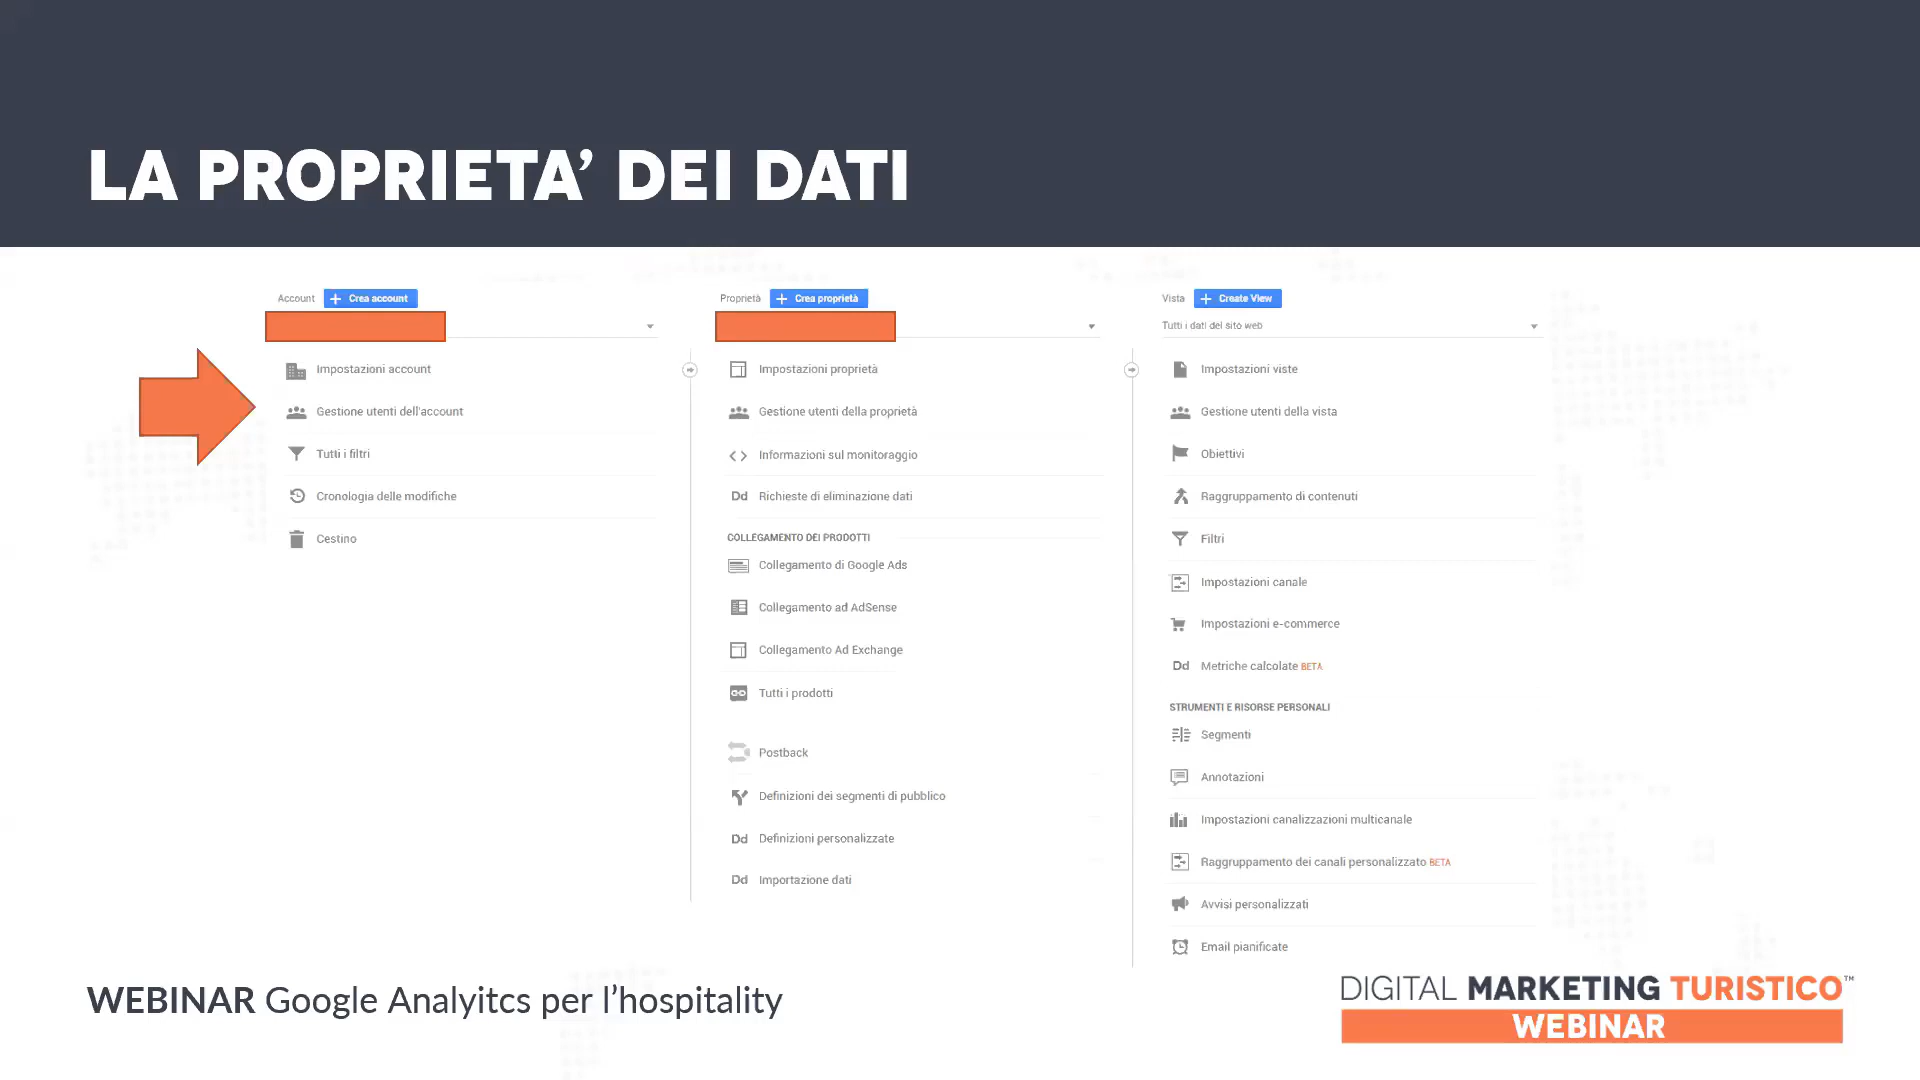 LA PROPRIETA’ DEI DATI
Account
+ Crea account
Impostazioni account
Gestione utenti dell'account
Tutti i filtri
Cronologia delle modifiche
Cestino
Proprietà
+ Crea proprietà
Impostazioni proprietà
Gestione utenti della proprietà
Informazioni sul monitoraggio
Dd Richieste di eliminazione dati
COLLEGAMENTO DEI PRODOTTI
Collegamento di Google Ads
Collegamento ad AdSense
Collegamento Ad Exchange
Tutti i prodotti
Postback
Definizioni dei segmenti di pubblico
Dd Definizioni personalizzate
Dd Importazione dati
Vista
+ Create View
Tutti i dati del sito web
Impostazioni viste
Gestione utenti della vista
Obiettivi
Raggruppamento di contenuti
Filtri
Impostazioni canale
Impostazioni e-commerce
Dd Metriche calcolate BETA
STRUMENTI E RISORSE PERSONALI
Segmenti
Annotazioni
Impostazioni canalizzazioni multicanale
Raggruppamento dei canali personalizzato BETA
Avvisi personalizzati
Email pianificate
WEBINAR Google Analyitcs per l’hospitality
DIGITAL MARKETING TURISTICO™
WEBINAR